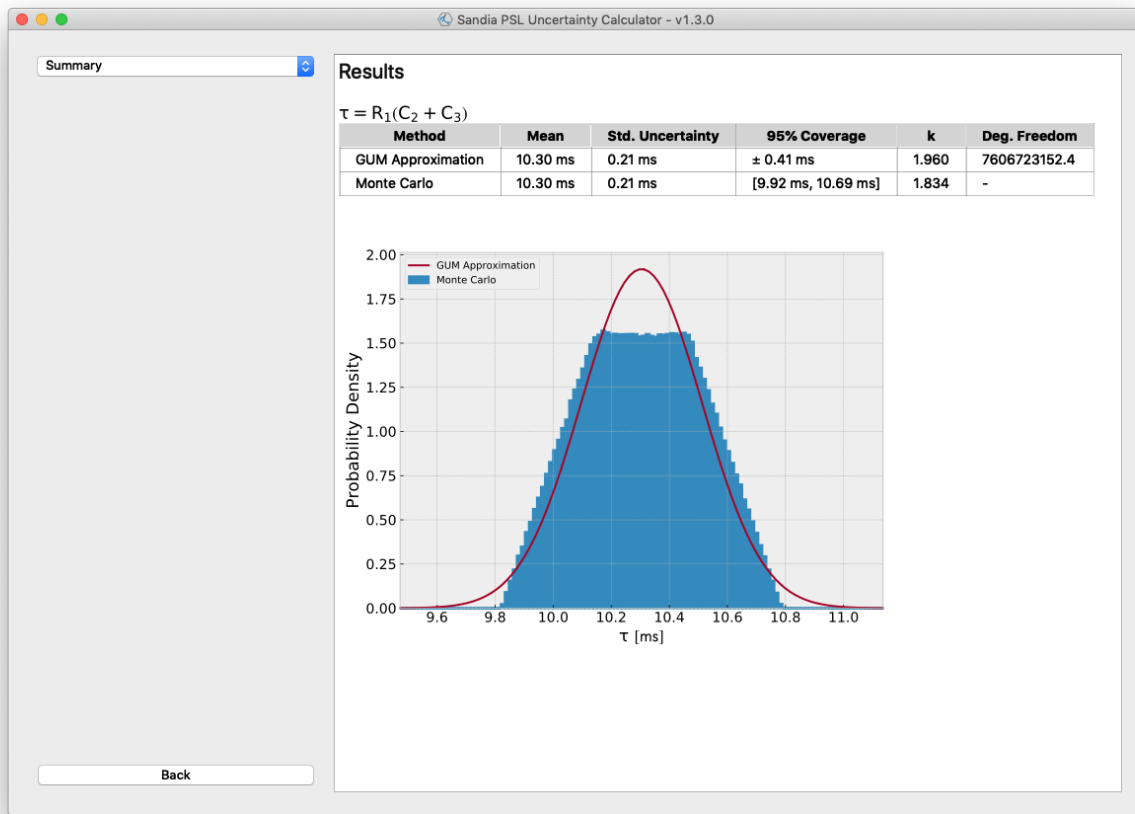 Sandia PSL Uncertainty Calculator - v1.3.0
Summary
Results
τ = R₁(C₂ + C₃)
Method Mean Std. Uncertainty 95% Coverage k Deg. Freedom
GUM Approximation 10.30 ms 0.21 ms ± 0.41 ms 1.960 7606723152.4
Monte Carlo 10.30 ms 0.21 ms [9.92 ms, 10.69 ms] 1.834 -
GUM Approximation
Monte Carlo
Probability Density
2.00
1.75
1.50
1.25
1.00
0.75
0.50
0.25
0.00
9.6 9.8 10.0 10.2 10.4 10.6 10.8 11.0
τ [ms]
Back